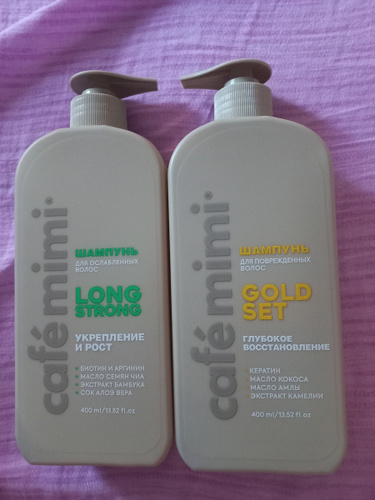 café mimi®
ШАМПУНЬ
ДЛЯ ОСЛАБЛЕННЫХ
ВОЛОС
LONG
STRONG
УКРЕПЛЕНИЕ
И РОСТ
• БИОТИН И АРГИНИН
• МАСЛО СЕМЯН ЧИА
• ЭКСТРАКТ БАМБУКА
• СОК АЛОЭ ВЕРА
400 ml/13.52 fl.oz
café mimi®
ШАМПУНЬ
ДЛЯ ПОВРЕЖДЕННЫХ
ВОЛОС
GOLD
SET
ГЛУБОКОЕ
ВОССТАНОВЛЕНИЕ
• КЕРАТИН
• МАСЛО КОКОСА
• МАСЛО АМЛЫ
• ЭКСТРАКТ КАМЕЛИИ
400 ml/13.52 fl.oz